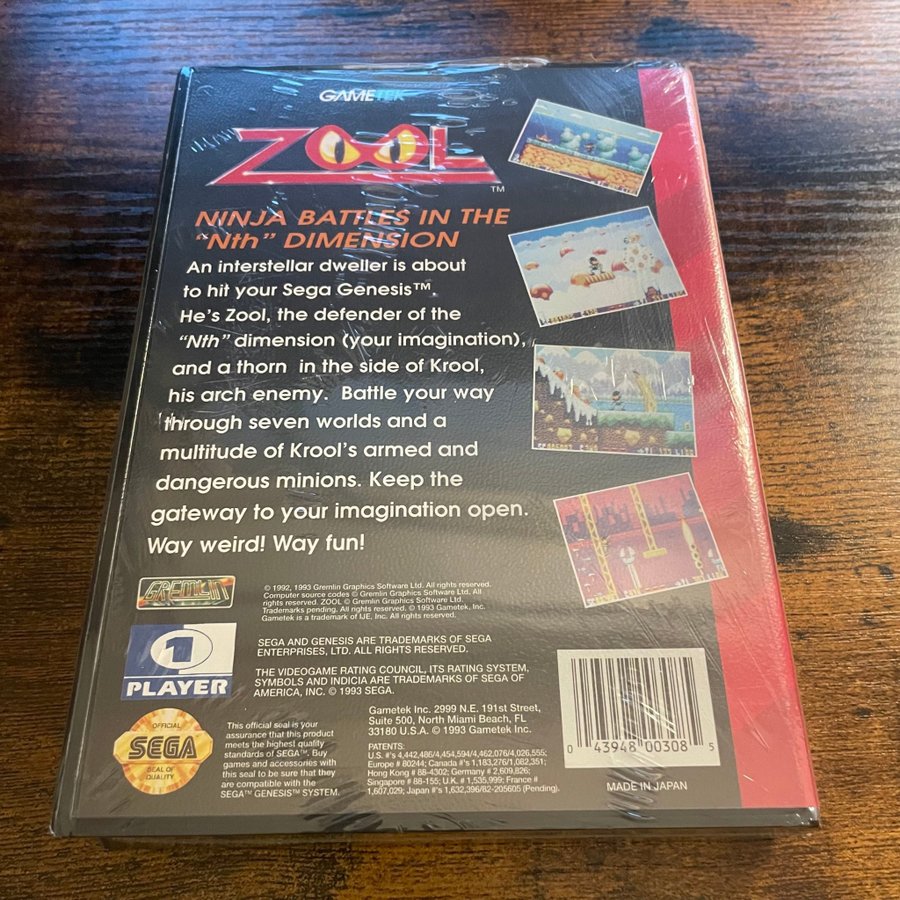 GAMETEK
ZOOL
™
NINJA BATTLES IN THE
"Nth" DIMENSION
An interstellar dweller is about
to hit your Sega Genesis™
He's Zool, the defender of the
"Nth" dimension (your imagination),
and a thorn in the side of Krool,
his arch enemy. Battle your way
through seven worlds and a
multitude of Krool's armed and
dangerous minions. Keep the
gateway to your imagination open.
Way weird! Way fun!
GREMLIN
© 1992, 1993 Gremlin Graphics Software Ltd. All rights reserved.
Computer source codes © Gremlin Graphics Software Ltd. All
rights reserved. ZOOL © Gremlin Graphics Software Ltd.
Trademarks pending. All rights reserved. © 1993 Gametek, Inc.
Gametek is a trademark of IJE, Inc. All rights reserved.
1
PLAYER
SEGA AND GENESIS ARE TRADEMARKS OF SEGA
ENTERPRISES, LTD. ALL RIGHTS RESERVED.
THE VIDEOGAME RATING COUNCIL, ITS RATING SYSTEM,
SYMBOLS AND INDICIA ARE TRADEMARKS OF SEGA OF
AMERICA, INC. © 1993 SEGA.
OFFICIAL
SEGA
SEAL OF
QUALITY
This official seal is your
assurance that this product
meets the highest quality
standards of SEGA™. Buy
games and accessories with
this seal to be sure that they
are compatible with the
SEGA™ GENESIS™ SYSTEM.
Gametek Inc. 2999 N.E. 191st Street,
Suite 500, North Miami Beach, FL
33180 U.S.A. © 1993 Gametek Inc.
PATENTS:
U.S. #'s 4,442,486/4,454,594/4,462,076/4,026,555;
Europe # 80244; Canada #'s 1,183,276/1,082,351;
Hong Kong # 88-4302; Germany # 2,609,826;
Singapore # 88-155; U.K. # 1,535,999; France #
1,607,029; Japan #'s 1,632,396/82-205605 (Pending).
0 43948 00308 5
MADE IN JAPAN